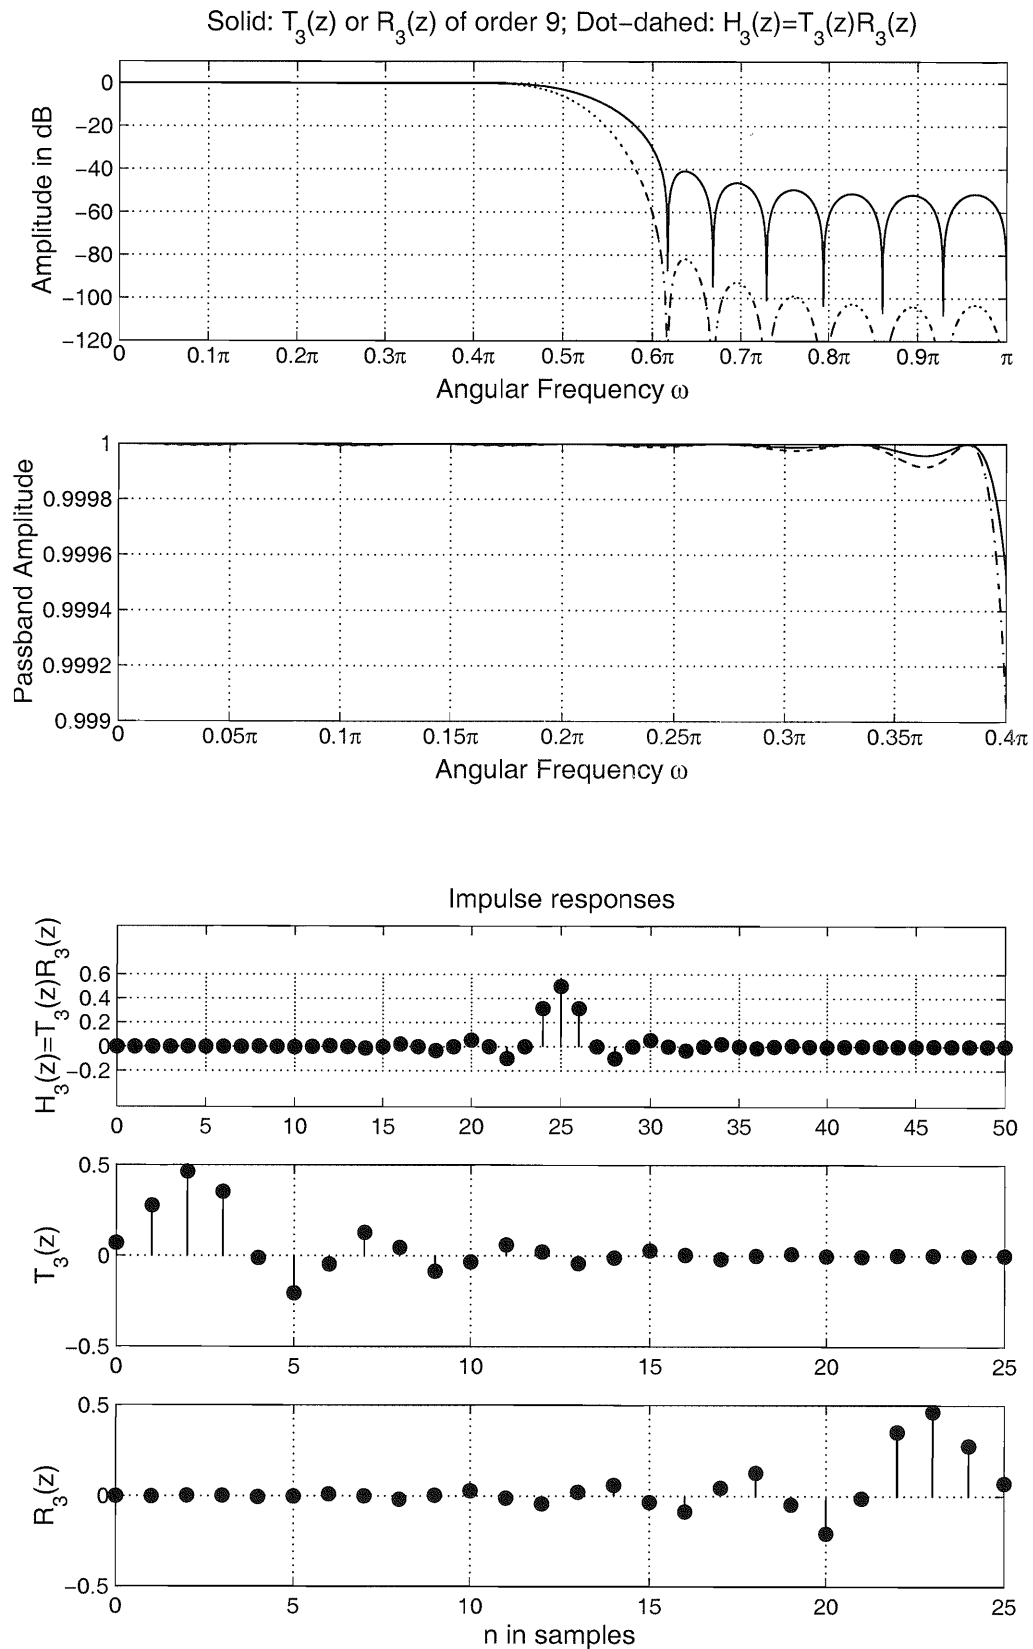 Solid: T3(z) or R3(z) of order 9; Dot−dahed: H3(z)=T3(z)R3(z)
0
−20
−40
−60
−80
−100
−120
Amplitude in dB
0 0.1π 0.2π 0.3π 0.4π 0.5π 0.6π 0.7π 0.8π 0.9π π
Angular Frequency ω
1
0.9998
0.9996
0.9994
0.9992
0.999
Passband Amplitude
0 0.05π 0.1π 0.15π 0.2π 0.25π 0.3π 0.35π 0.4π
Angular Frequency ω
Impulse responses
H3(z)=T3(z)R3(z)
0.6
0.4
0.2
0
−0.2
0 5 10 15 20 25 30 35 40 45 50
T3(z)
0.5
0
−0.5
0 5 10 15 20 25
R3(z)
0.5
0
−0.5
0 5 10 15 20 25
n in samples